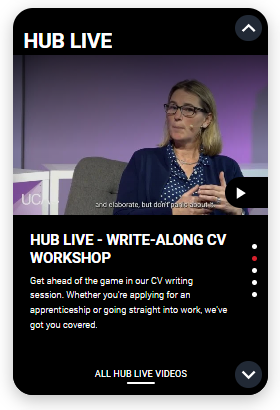 HUB LIVE
UCAS
and elaborate, but don't panic about it.
HUB LIVE - WRITE-ALONG CV
WORKSHOP
Get ahead of the game in our CV writing
session. Whether you're applying for an
apprenticeship or going straight into work, we've
got you covered.
ALL HUB LIVE VIDEOS